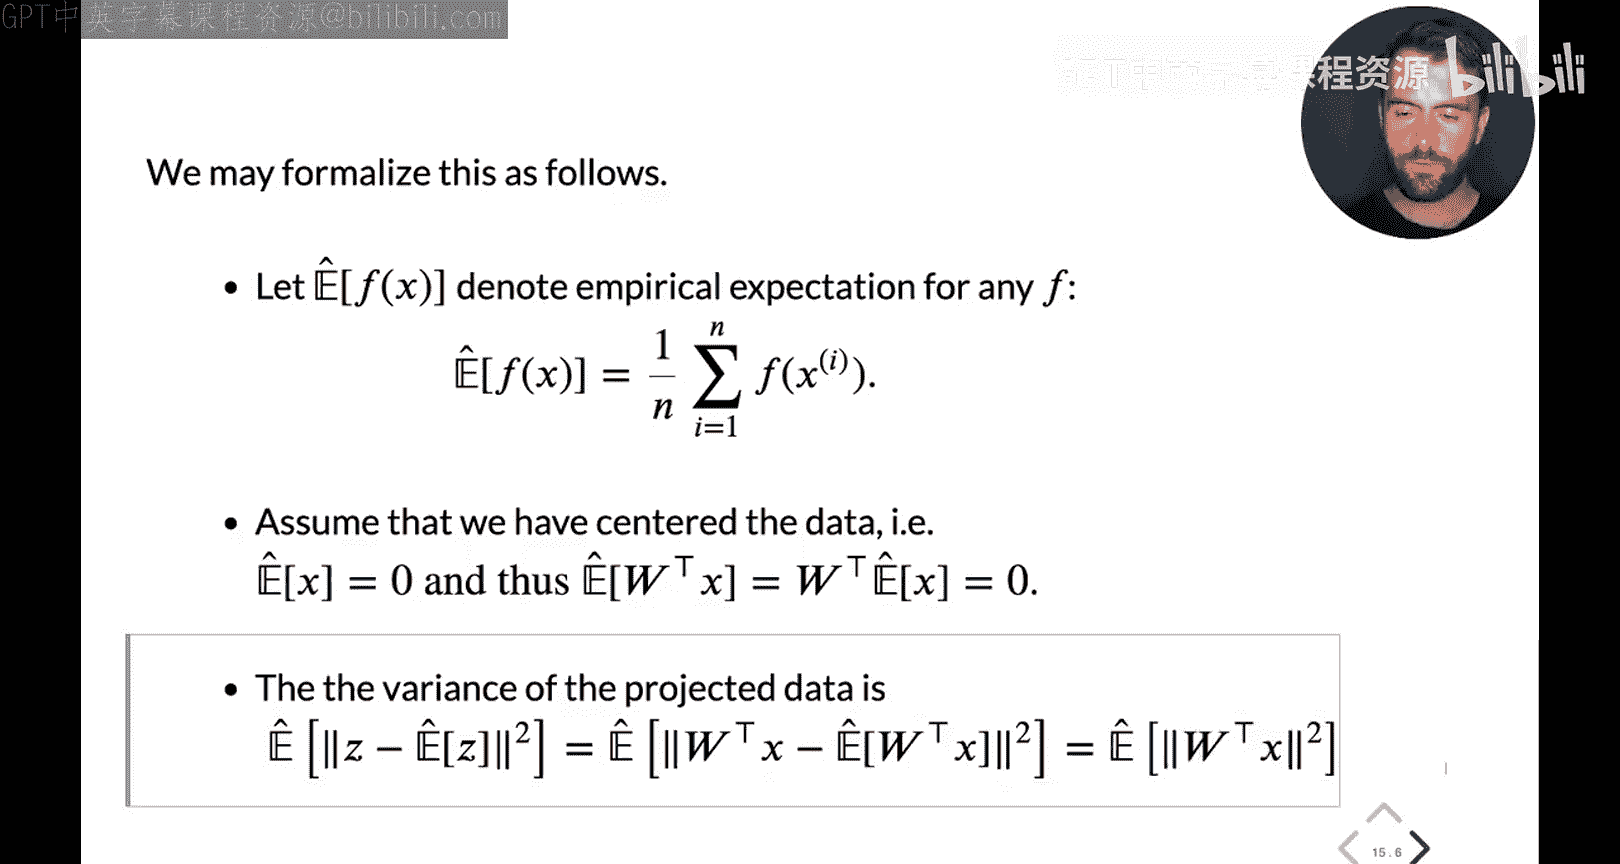 GPT中英字幕课程资源@bilibili.com
程资源 bilibili
We may formalize this as follows.
• Let Ê[f(x)] denote empirical expectation for any f:
Ê[f(x)] = 1/n ∑_{i=1}^{n} f(x^{(i)}).
• Assume that we have centered the data, i.e.
Ê[x] = 0 and thus Ê[W^⊤x] = W^⊤Ê[x] = 0.
• The the variance of the projected data is
Ê [‖z − Ê[z]‖²] = Ê [‖W^⊤x − Ê[W^⊤x]‖²] = Ê [‖W^⊤x‖²]
15.6